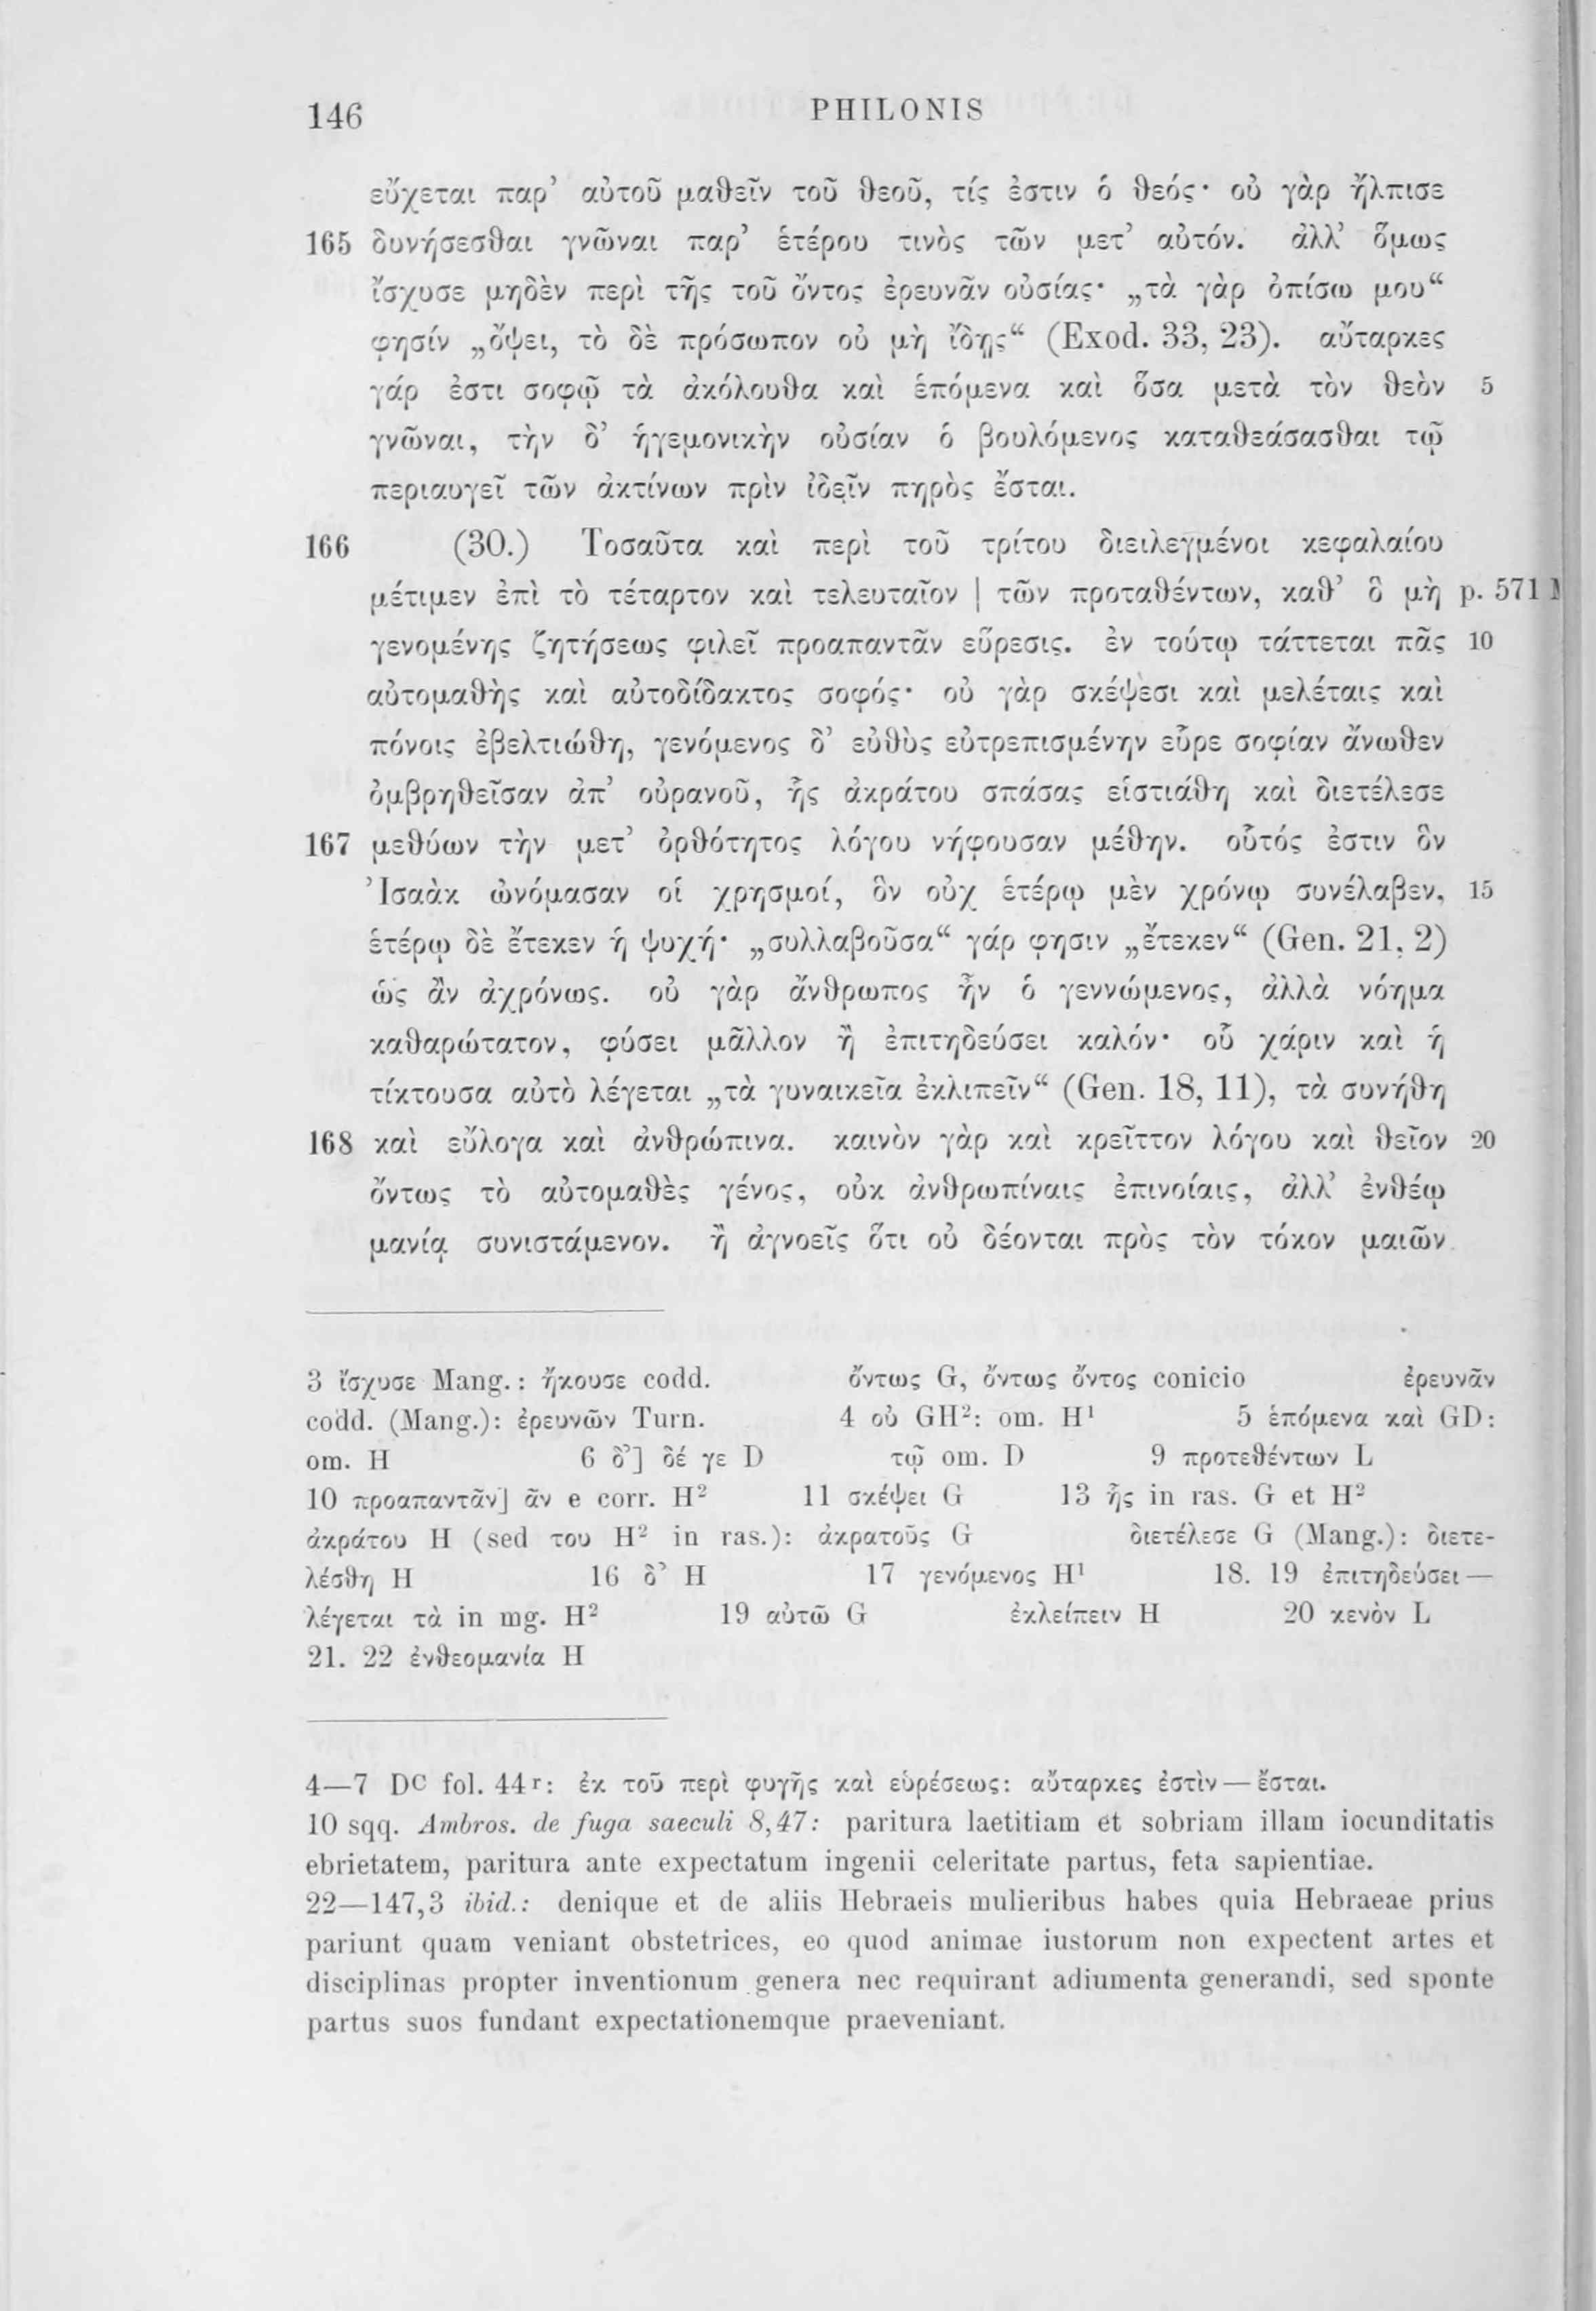 146 PHILONIS
εὔχεται παρ’ αὐτοῦ μαθεῖν τοῦ θεοῦ, τίς ἐστιν ὁ θεός· οὐ γὰρ ἤλπισε
165 δυνήσεσθαι γνῶναι παρ’ ἑτέρου τινὸς τῶν μετ’ αὐτόν. ἀλλ’ ὅμως
ἴσχυσε μηδὲν περὶ τῆς τοῦ ὄντος ἐρευνᾶν οὐσίας· „τὰ γὰρ ὀπίσω μου“
φησίν „ὄψει, τὸ δὲ πρόσωπον οὐ μὴ ἴδῃς“ (Exod. 33, 23). αὔταρκες
γάρ ἐστι σοφῷ τὰ ἀκόλουθα καὶ ἑπόμενα καὶ ὅσα μετὰ τὸν θεὸν 5
γνῶναι, τὴν δ’ ἡγεμονικὴν οὐσίαν ὁ βουλόμενος καταθεάσασθαι τῷ
περιαυγεῖ τῶν ἀκτίνων πρὶν ἰδεῖν πηρὸς ἔσται.
166 (30.) Τοσαῦτα καὶ περὶ τοῦ τρίτου διειλεγμένοι κεφαλαίου
μέτιμεν ἐπὶ τὸ τέταρτον καὶ τελευταῖον | τῶν προταθέντων, καθ’ ὃ μὴ p. 571 M
γενομένης ζητήσεως φιλεῖ προαπαντᾶν εὕρεσις. ἐν τούτῳ τάττεται πᾶς 10
αὐτομαθὴς καὶ αὐτοδίδακτος σοφός· οὐ γὰρ σκέψεσι καὶ μελέταις καὶ
πόνοις ἐβελτιώθη, γενόμενος δ’ εὐθὺς εὐτρεπισμένην εὗρε σοφίαν ἄνωθεν
ὀμβρηθεῖσαν ἀπ’ οὐρανοῦ, ἧς ἀκράτου σπάσας εἱστιάθη καὶ διετέλεσε
167 μεθύων τὴν μετ’ ὀρθότητος λόγου νήφουσαν μέθην. οὗτός ἐστιν ὃν
Ἰσαὰκ ὠνόμασαν οἱ χρησμοί, ὃν οὐχ ἑτέρῳ μὲν χρόνῳ συνέλαβεν, 15
ἑτέρῳ δὲ ἔτεκεν ἡ ψυχή· „συλλαβοῦσα“ γάρ φησιν „ἔτεκεν“ (Gen. 21, 2)
ὡς ἂν ἀχρόνως. οὐ γὰρ ἄνθρωπος ἦν ὁ γεννώμενος, ἀλλὰ νόημα
καθαρώτατον, φύσει μᾶλλον ἢ ἐπιτηδεύσει καλόν· οὗ χάριν καὶ ἡ
τίκτουσα αὐτὸ λέγεται „τὰ γυναικεῖα ἐκλιπεῖν“ (Gen. 18, 11), τὰ συνήθη
168 καὶ εὔλογα καὶ ἀνθρώπινα. καινὸν γὰρ καὶ κρεῖττον λόγου καὶ θεῖον 20
ὄντως τὸ αὐτομαθὲς γένος, οὐκ ἀνθρωπίναις ἐπινοίαις, ἀλλ’ ἐνθέῳ
μανίᾳ συνιστάμενον. ἢ ἀγνοεῖς ὅτι οὐ δέονται πρὸς τὸν τόκον μαιῶν
3 ἴσχυσε Mang.: ἤκουσε codd. ὄντως G, ὄντως ὄντος conicio ἐρευνᾶν
codd. (Mang.): ἐρευνῶν Turn. 4 οὐ GH²: om. H¹ 5 ἑπόμενα καὶ GD:
om. H 6 δ’] δέ γε D τῷ om. D 9 προτεθέντων L
10 προαπαντᾶν] ᾶν e corr. H² 11 σκέψει G 13 ἧς in ras. G et H²
ἀκράτου H (sed του H² in ras.): ἀκρατοῦς G διετέλεσε G (Mang.): διετε-
λέσθη H 16 δ’ H 17 γενόμενος H¹ 18. 19 ἐπιτηδεύσει —
λέγεται τὰ in mg. H² 19 αὐτῶ G ἐκλείπειν H 20 κενὸν L
21. 22 ἐνθεομανία H
4—7 Dᶜ fol. 44ʳ: ἐκ τοῦ περὶ φυγῆς καὶ εὑρέσεως: αὔταρκες ἐστὶν — ἔσται.
10 sqq. Ambros. de fuga saeculi 8,47: paritura laetitiam et sobriam illam iocunditatis
ebrietatem, paritura ante expectatum ingenii celeritate partus, feta sapientiae.
22—147,3 ibid.: denique et de aliis Hebraeis mulieribus habes quia Hebraeae prius
pariunt quam veniant obstetrices, eo quod animae iustorum non expectent artes et
disciplinas propter inventionum genera nec requirant adiumenta generandi, sed sponte
partus suos fundant expectationemque praeveniant.